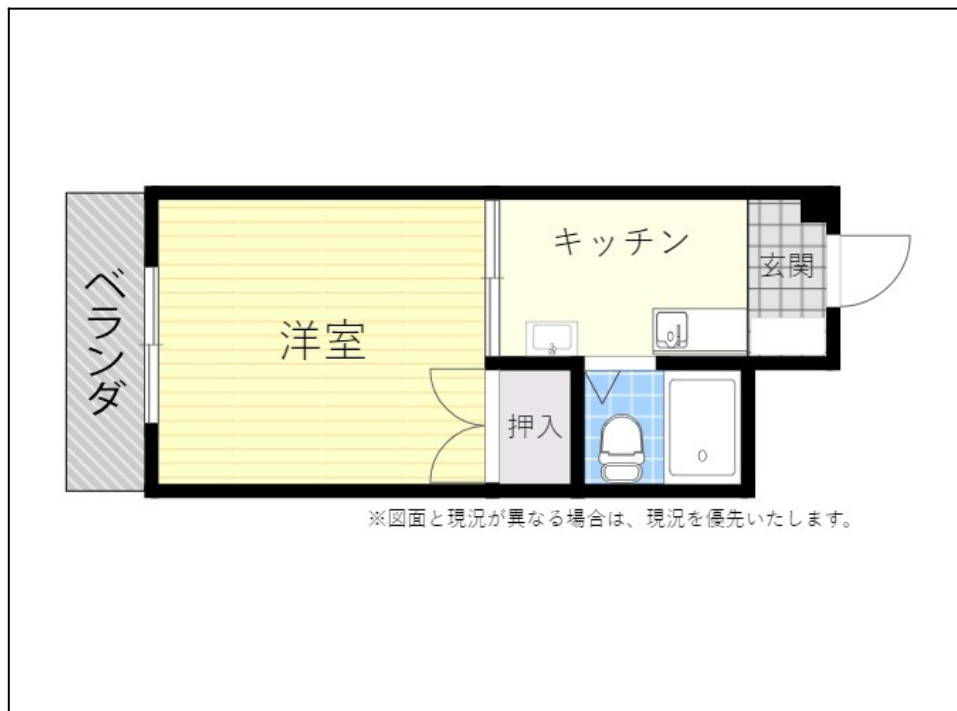 キッチン
玄関
洋室
ベランダ
押入
※図面と現況が異なる場合は、現況を優先いたします。